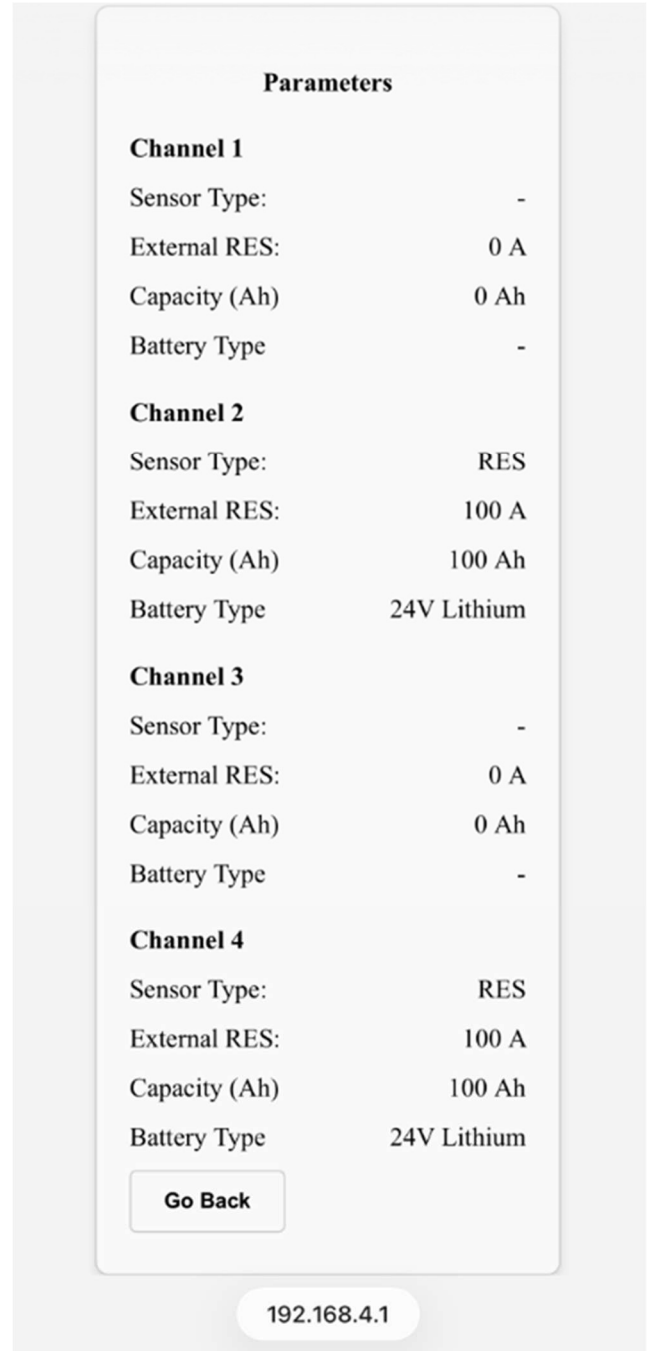 Parameters
Channel 1
Sensor Type: -
External RES: 0 A
Capacity (Ah) 0 Ah
Battery Type -
Channel 2
Sensor Type: RES
External RES: 100 A
Capacity (Ah) 100 Ah
Battery Type 24V Lithium
Channel 3
Sensor Type: -
External RES: 0 A
Capacity (Ah) 0 Ah
Battery Type -
Channel 4
Sensor Type: RES
External RES: 100 A
Capacity (Ah) 100 Ah
Battery Type 24V Lithium
Go Back
192.168.4.1